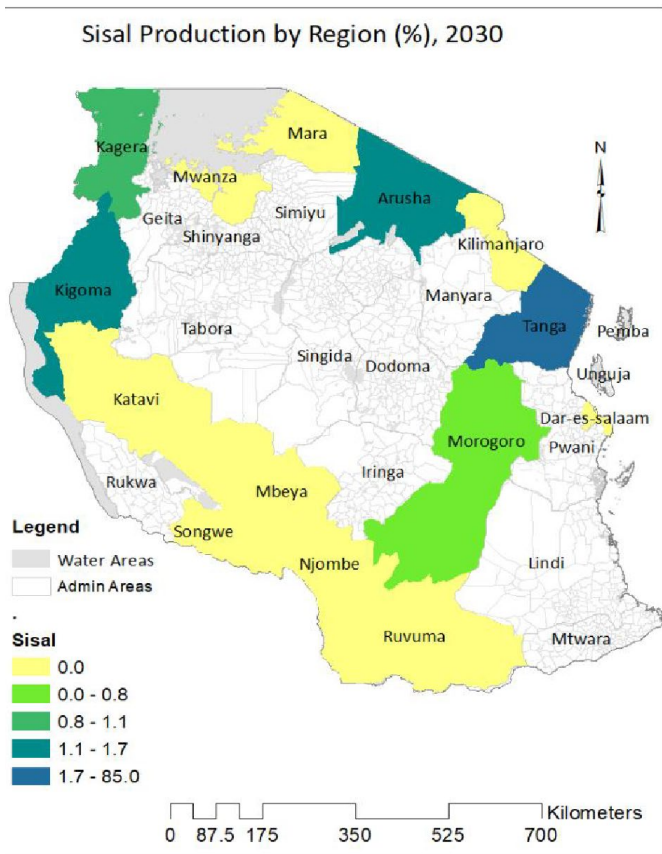 Sisal Production by Region (%), 2030
N
Mara
Kagera
Mwanza
Arusha
Simiyu
Geita
Shinyanga
Kilimanjaro
Kigoma
Manyara
Tabora
Tanga
Pemba
Singida
Dodoma
Unguja
Katavi
Dar-es-salaam
Morogoro
Pwani
Iringa
Rukwa
Mbeya
Songwe
Njombe
Lindi
Ruvuma
Mtwara
Legend
Water Areas
Admin Areas
.
Sisal
0.0
0.0 - 0.8
0.8 - 1.1
1.1 - 1.7
1.7 - 85.0
Kilometers
0 87.5 175 350 525 700